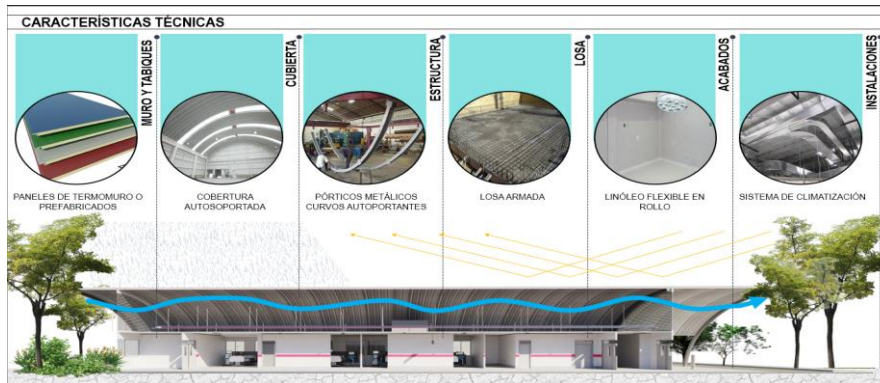 CARACTERÍSTICAS TÉCNICAS
MURO Y TABIQUES
PANELES DE TERMOMURO O
PREFABRICADOS
CUBIERTA
COBERTURA
AUTOSOPORTADA
ESTRUCTURA
PÓRTICOS METÁLICOS
CURVOS AUTOPORTANTES
LOSA
LOSA ARMADA
ACABADOS
LINÓLEO FLEXIBLE EN
ROLLO
INSTALACIONES
SISTEMA DE CLIMATIZACIÓN